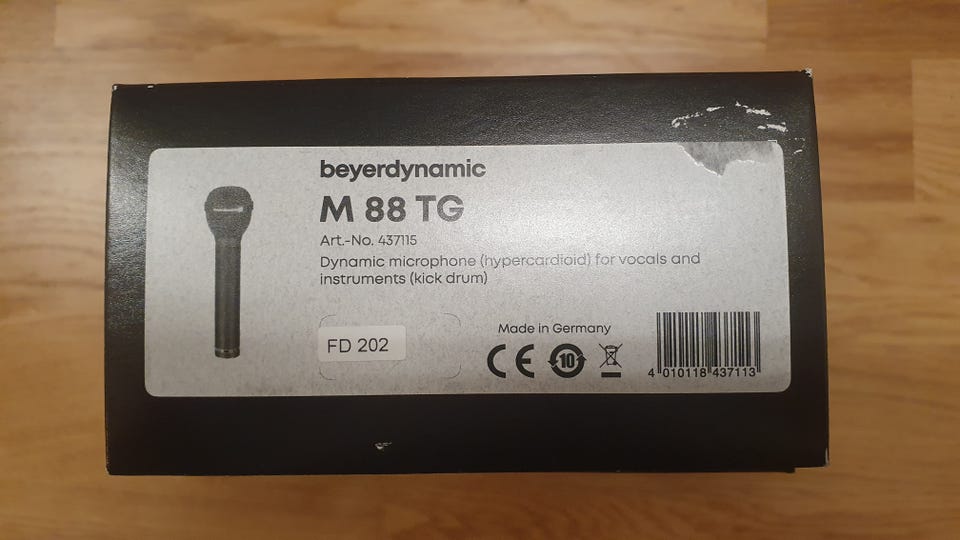 beyerdynamic
M 88 TG
Art.-No. 437115
Dynamic microphone (hypercardioid) for vocals and
instruments (kick drum)
FD 202
Made in Germany
CE 10
4 010118 437113